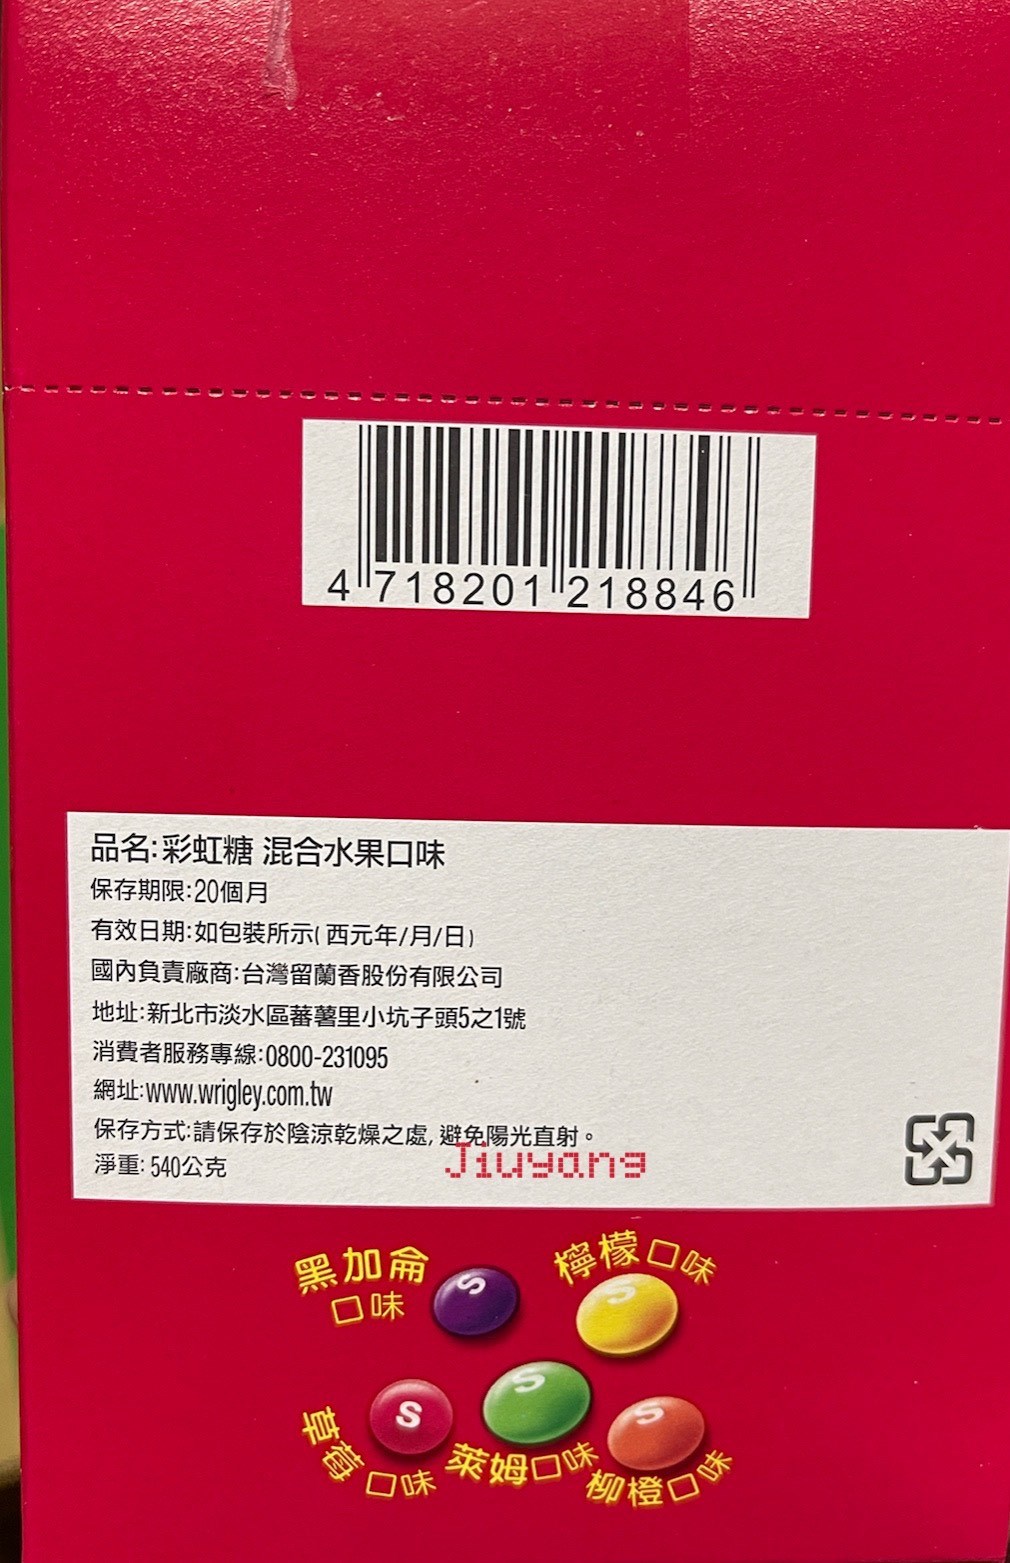 4 718201 218846
品名:彩虹糖 混合水果口味
保存期限:20個月
有效日期:如包裝所示(西元年/月/日)
國內負責廠商:台灣留蘭香股份有限公司
地址:新北市淡水區蕃薯里小坑子頭5之1號
消費者服務專線:0800-231095
網址:www.wrigley.com.tw
保存方式:請保存於陰涼乾燥之處,避免陽光直射。
淨重:540公克
Jiuyang
黑加侖
口味
檸檬口味
草莓口味
萊姆口味
柳橙口味
S
S
S
S
S